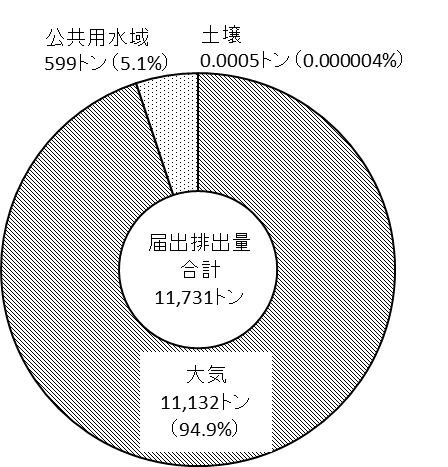 公共用水域
599トン（5.1%）
土壌
0.0005トン（0.000004%）
届出排出量
合計
11,731トン
大気
11,132トン
（94.9%）